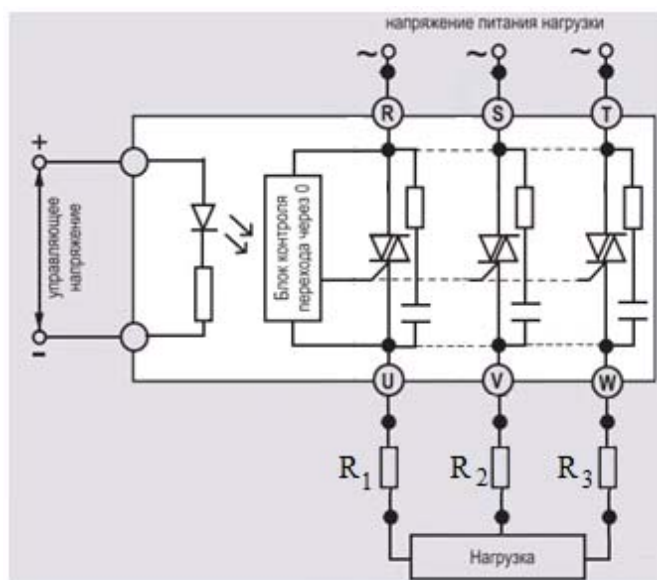 напряжение питания нагрузки
~ ~ ~
R S T
+
управляющее
напряжение
-
Блок контроля
перехода через 0
U V W
R1 R2 R3
Нагрузка